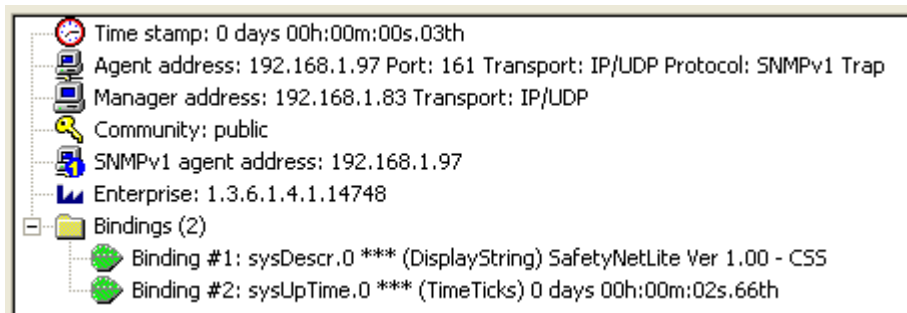 Time stamp: 0 days 00h:00m:00s.03th
Agent address: 192.168.1.97 Port: 161 Transport: IP/UDP Protocol: SNMPv1 Trap
Manager address: 192.168.1.83 Transport: IP/UDP
Community: public
SNMPv1 agent address: 192.168.1.97
Enterprise: 1.3.6.1.4.1.14748
Bindings (2)
Binding #1: sysDescr.0 *** (DisplayString) SafetyNetLite Ver 1.00 - CSS
Binding #2: sysUpTime.0 *** (TimeTicks) 0 days 00h:00m:02s.66th